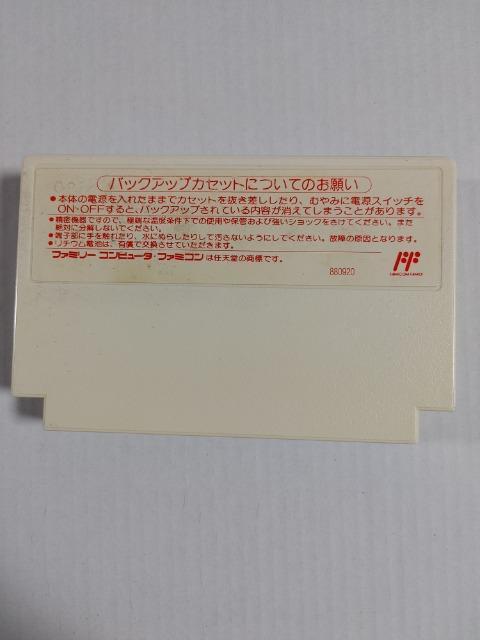 バックアップカセットについてのお願い
●本体の電源を入れたままでカセットを抜き差ししたり、むやみに電源スイッチを
ON・OFFすると、バックアップされている内容が消えてしまうことがあります。
●精密機器ですので、極端な温度条件下での使用や保管および強いショックをさけてください。また
絶対に分解しないでください。
●端子部に手を触れたり、水にぬらしたりして汚さないようにしてください。故障の原因となります。
●リチウム電池は、有償で交換させていただきます。
ファミリー コンピュータ・ファミコンは任天堂の商標です。
880920
FAMICOM FAMILY